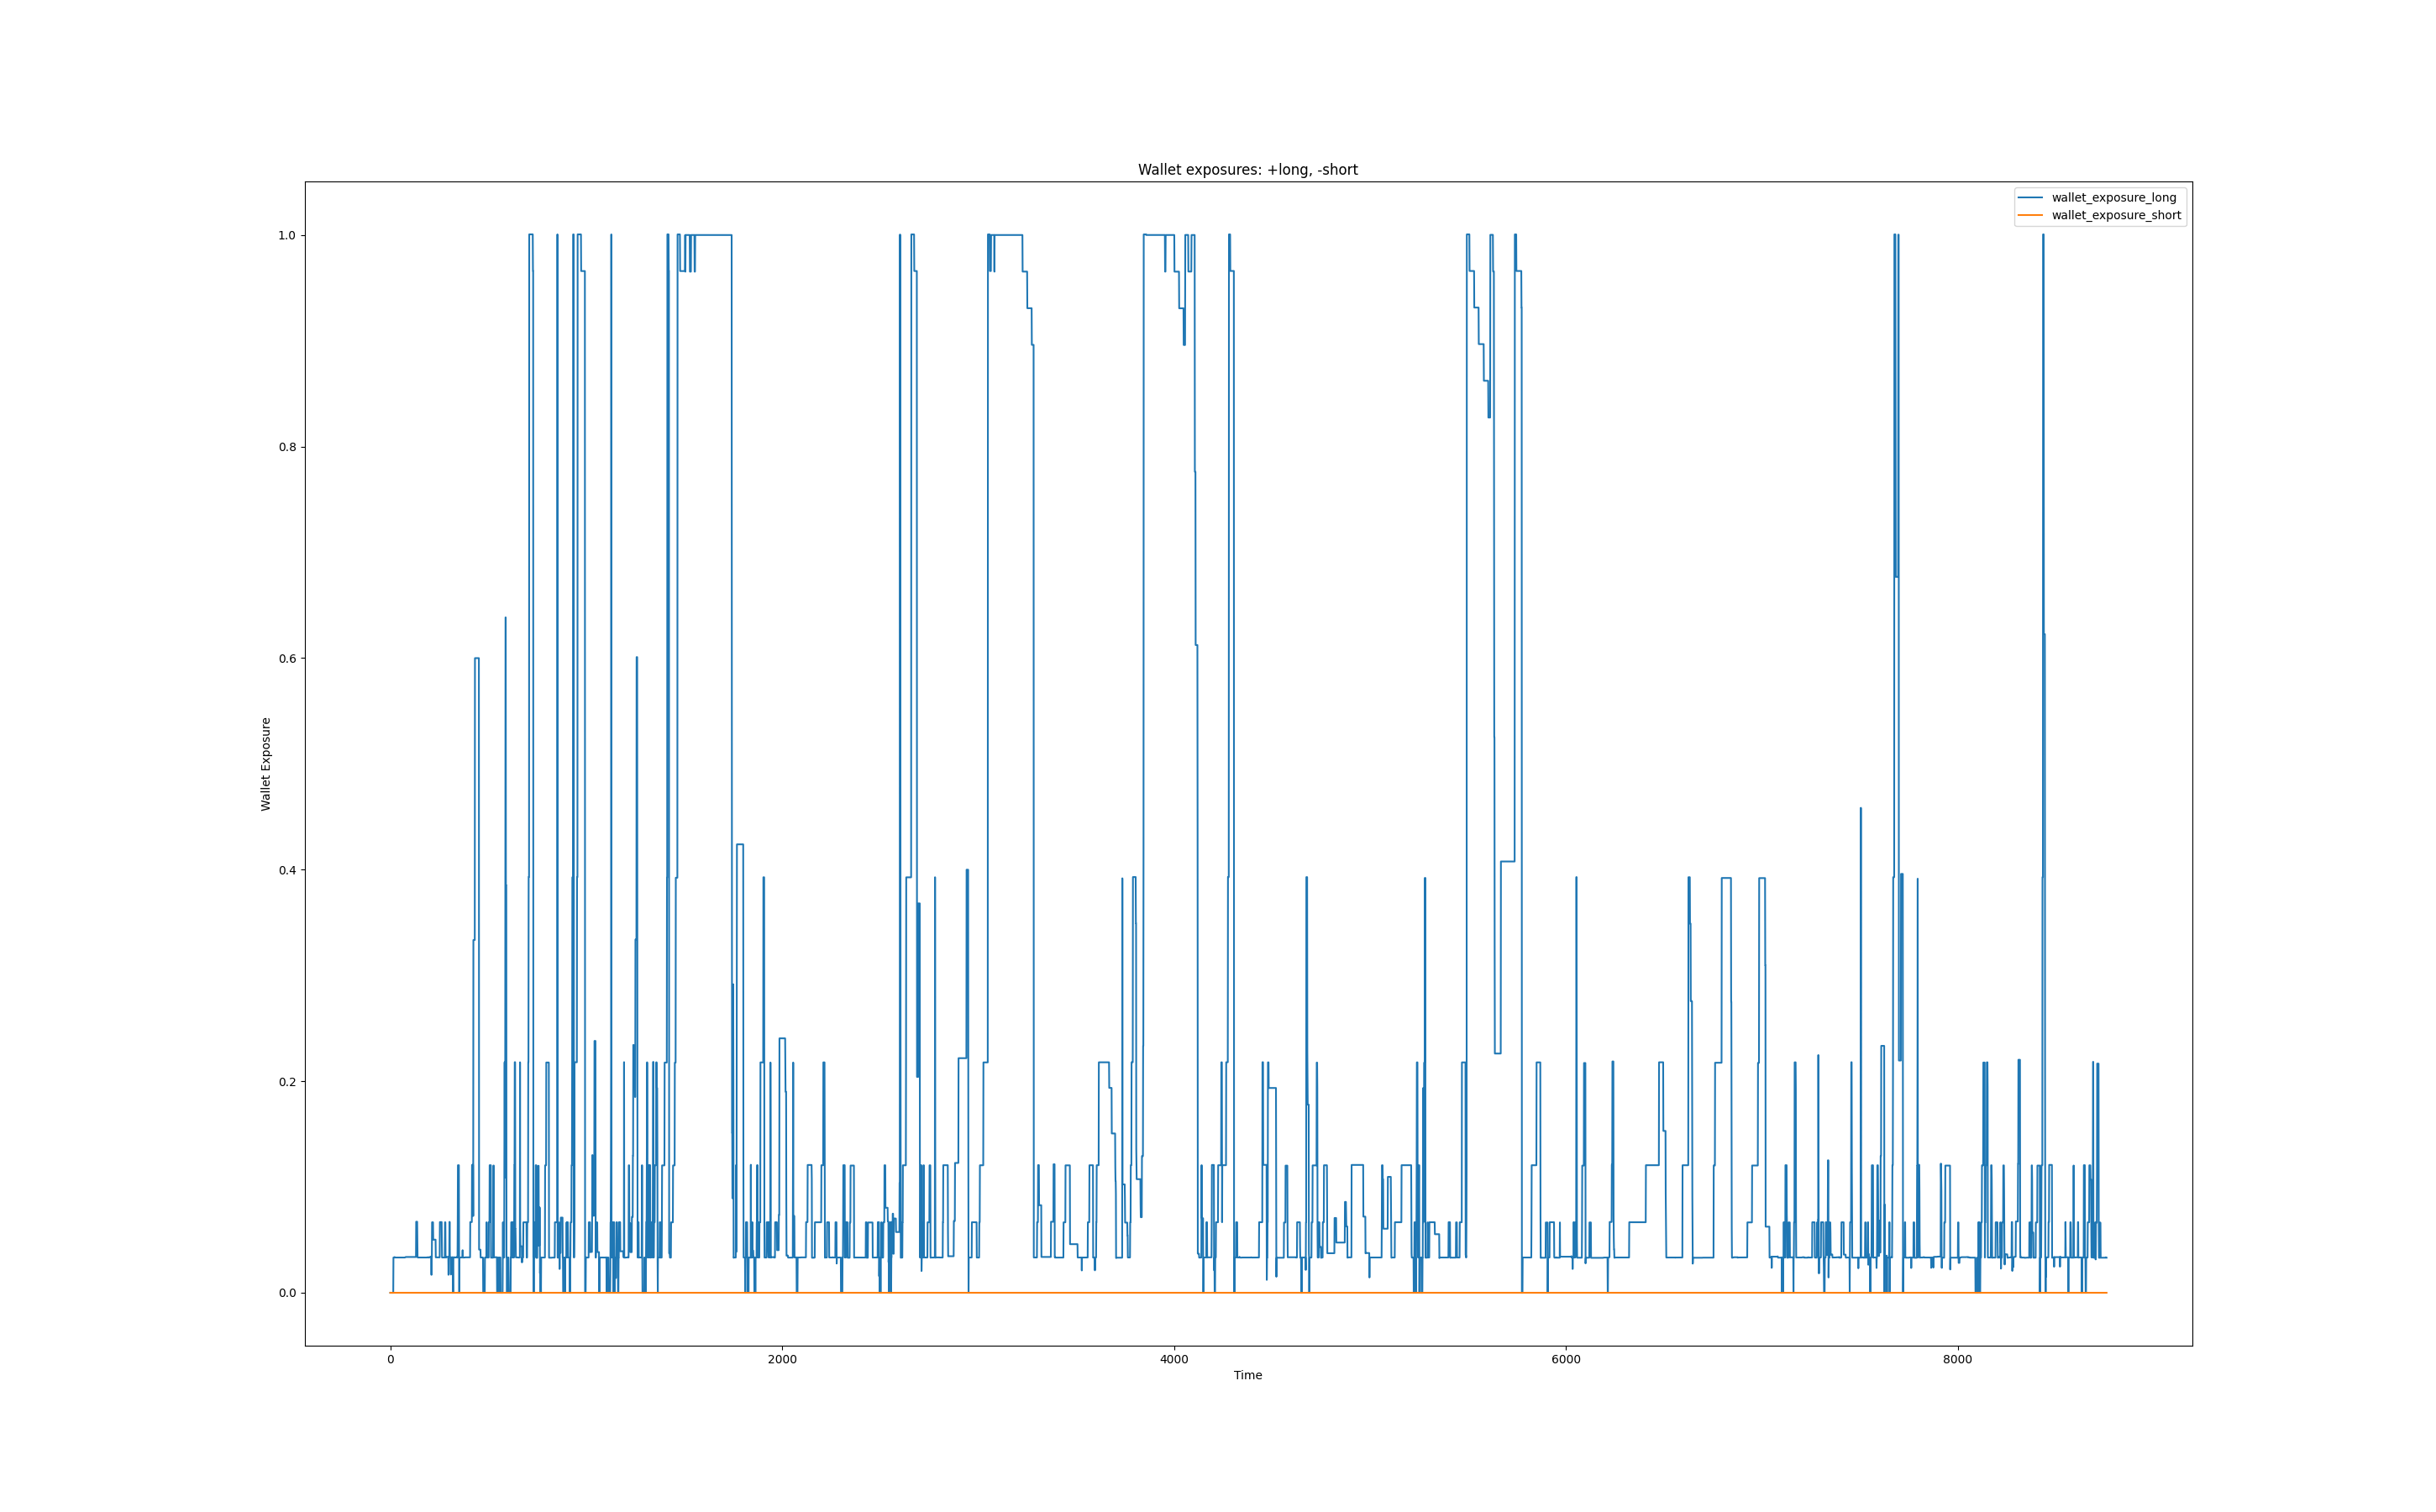 Wallet exposures: +long, -short
wallet_exposure_long
wallet_exposure_short
1.0
0.8
0.6
0.4
0.2
0.0
Wallet Exposure
0 2000 4000 6000 8000
Time